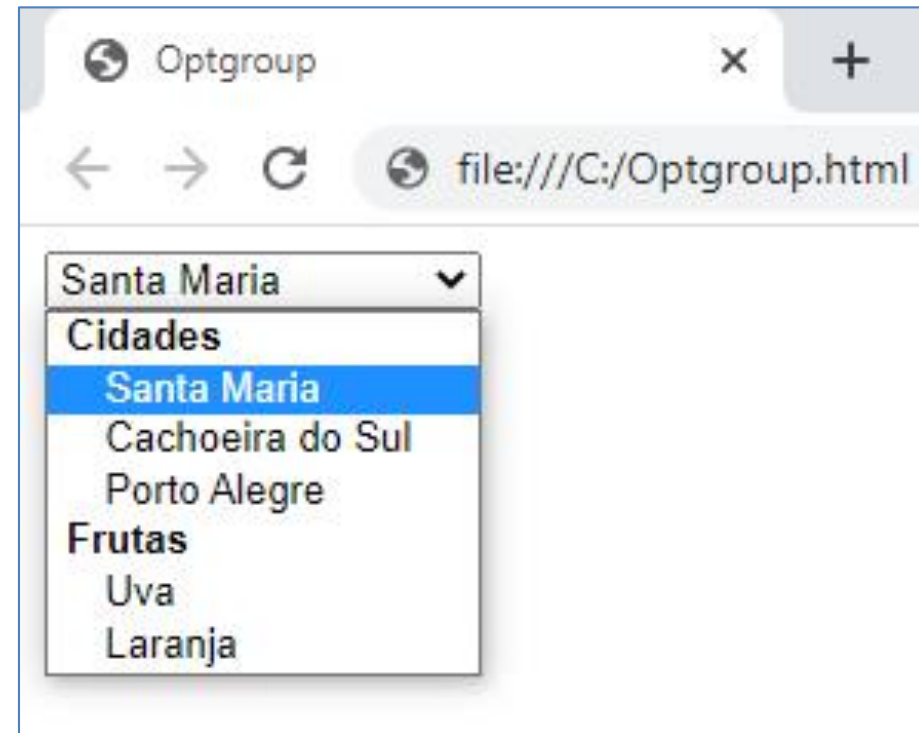 Optgroup
file:///C:/Optgroup.html
Santa Maria
Cidades
Santa Maria
Cachoeira do Sul
Porto Alegre
Frutas
Uva
Laranja